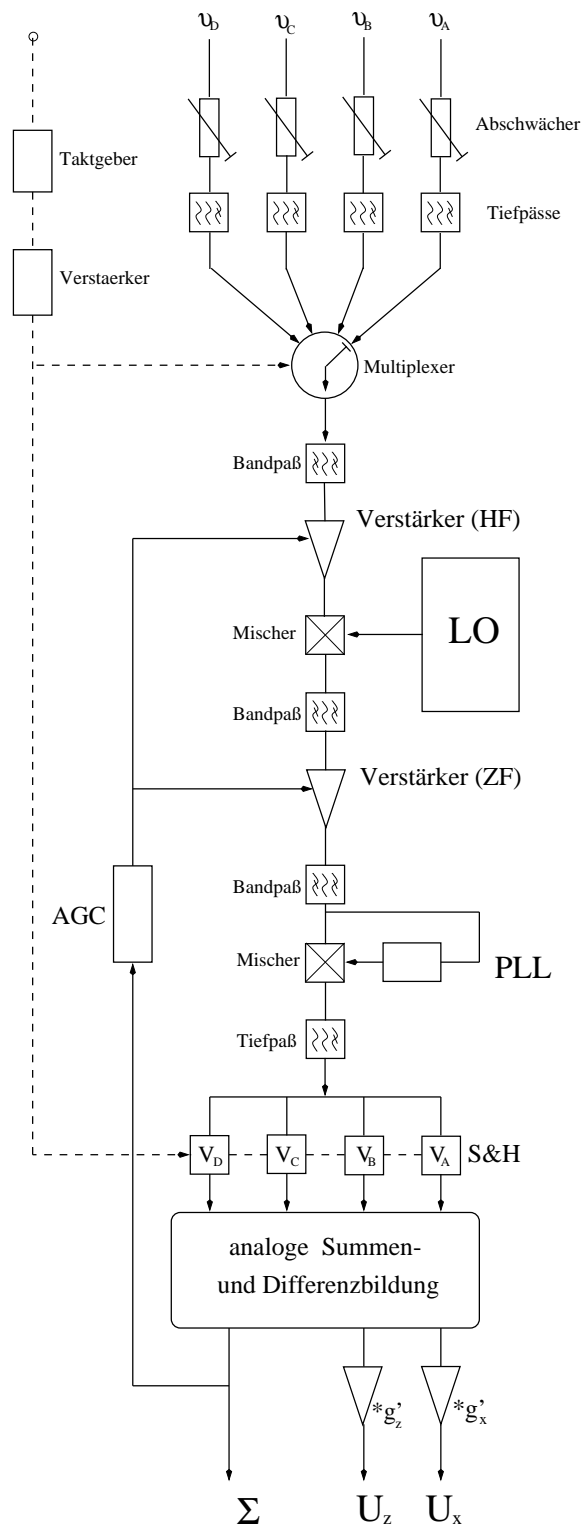 υD υC υB υA
Abschwächer
Taktgeber
Tiefpässe
Verstaerker
Multiplexer
Bandpaß
Verstärker (HF)
LO
Mischer
Bandpaß
Verstärker (ZF)
Bandpaß
AGC
Mischer
PLL
Tiefpaß
VD VC VB VA S&H
analoge Summen-
und Differenzbildung
*g'z *g'x
Σ Uz Ux